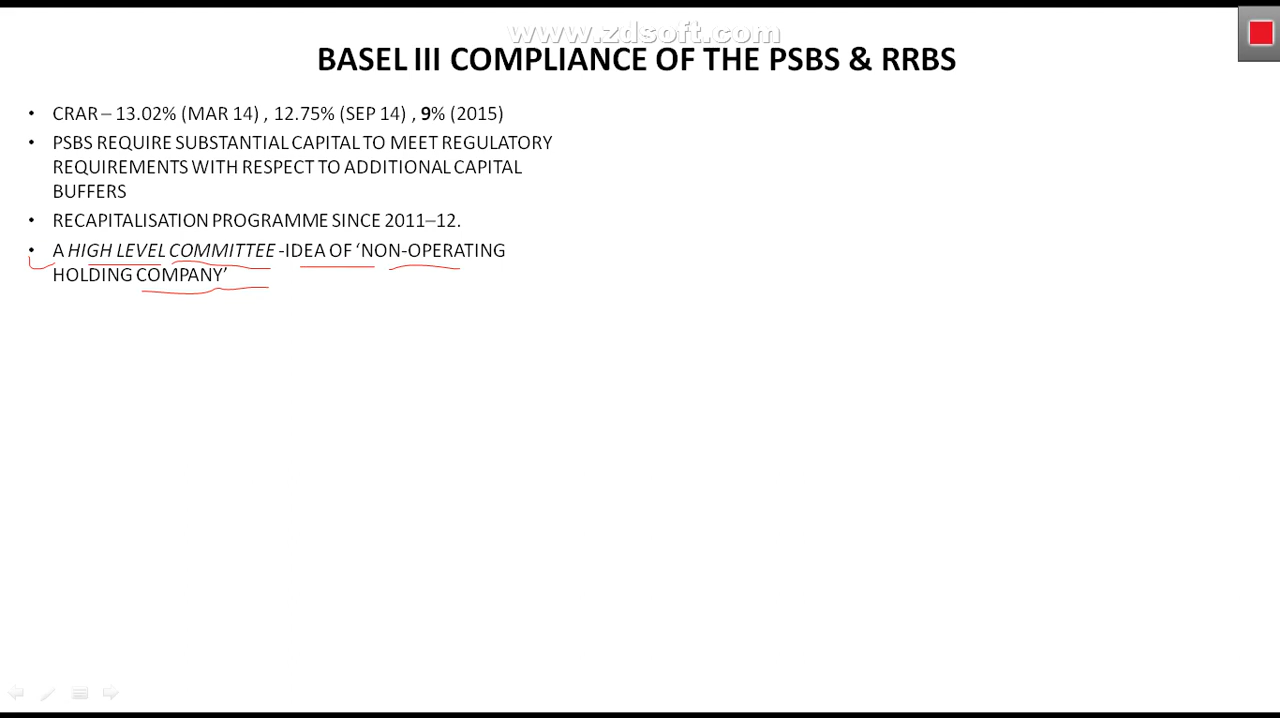 www.zdsoft.com
BASEL III COMPLIANCE OF THE PSBS & RRBS
• CRAR – 13.02% (MAR 14) , 12.75% (SEP 14) , 9% (2015)
• PSBS REQUIRE SUBSTANTIAL CAPITAL TO MEET REGULATORY
REQUIREMENTS WITH RESPECT TO ADDITIONAL CAPITAL
BUFFERS
• RECAPITALISATION PROGRAMME SINCE 2011–12.
• A HIGH LEVEL COMMITTEE -IDEA OF ‘NON-OPERATING
HOLDING COMPANY’